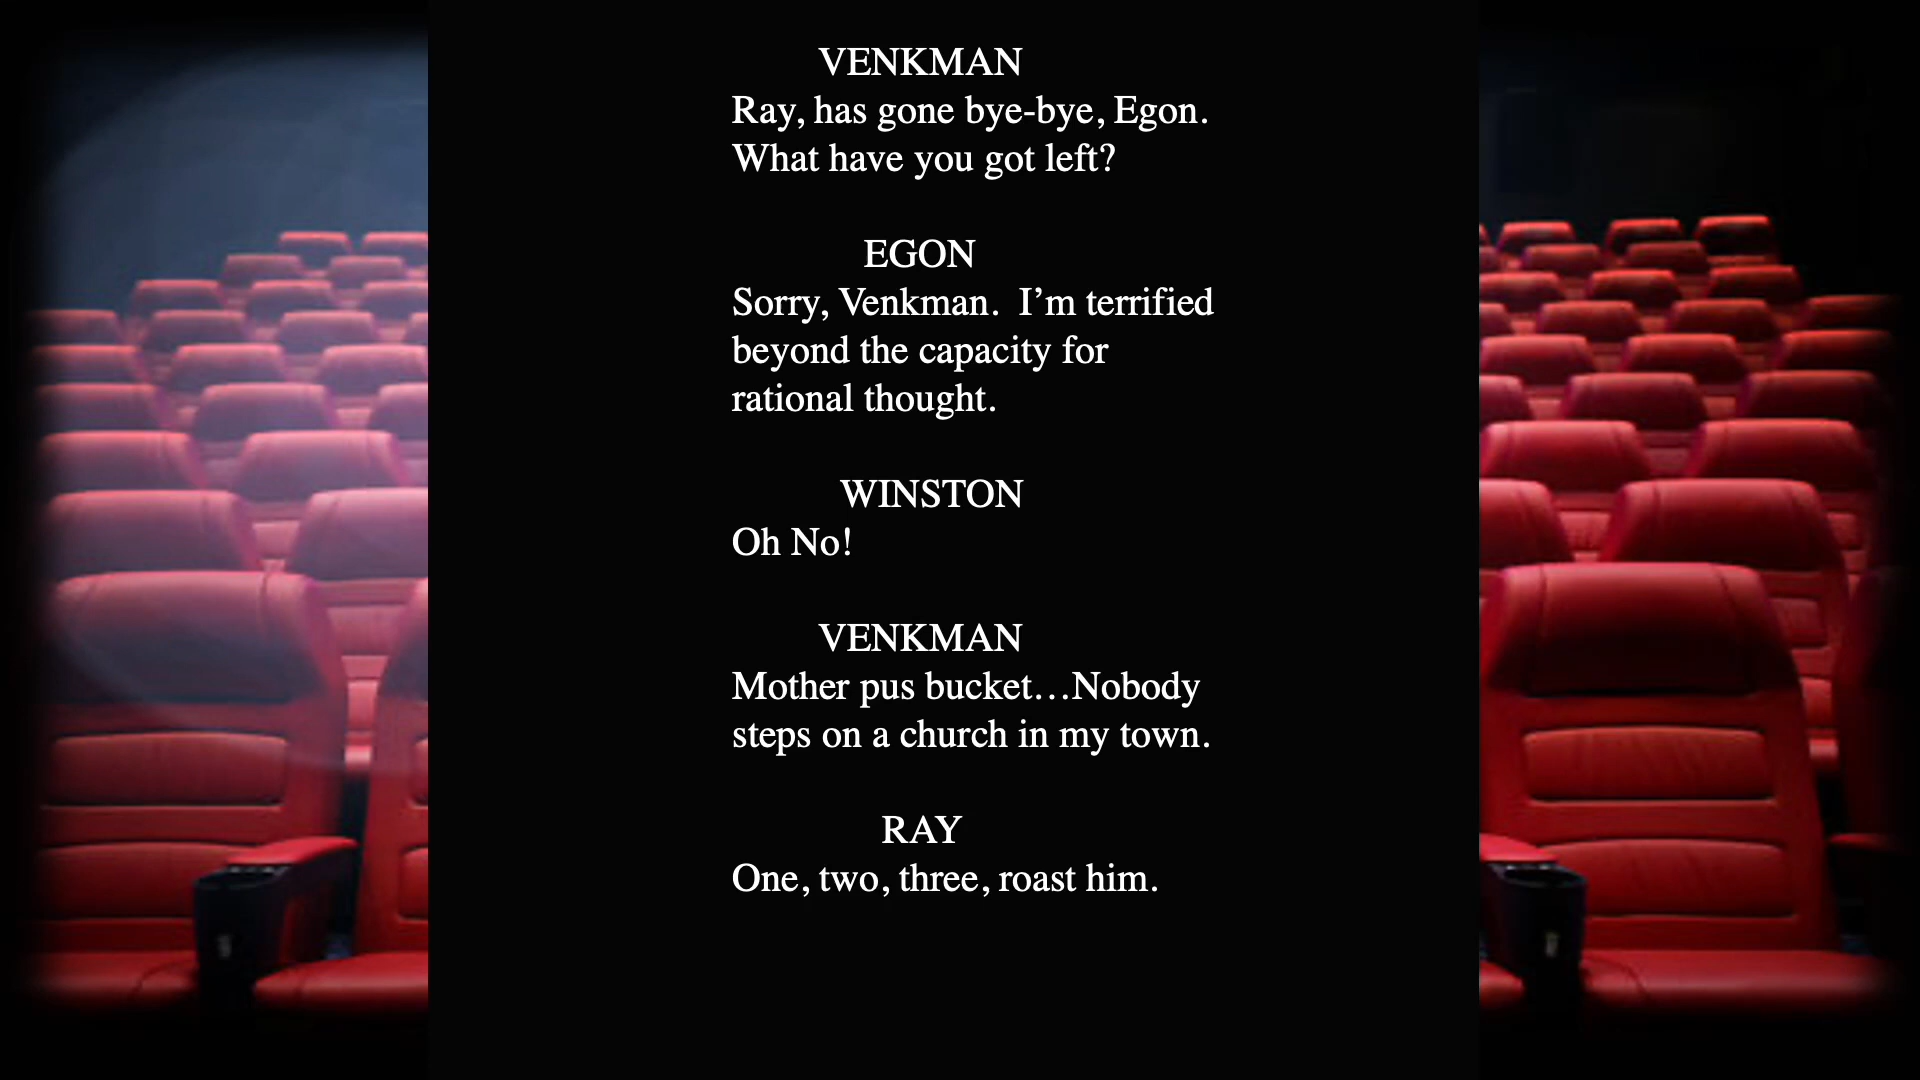 VENKMAN
Ray, has gone bye-bye, Egon.
What have you got left?
EGON
Sorry, Venkman.  I’m terrified
beyond the capacity for
rational thought.
WINSTON
Oh No!
VENKMAN
Mother pus bucket…Nobody
steps on a church in my town.
RAY
One, two, three, roast him.